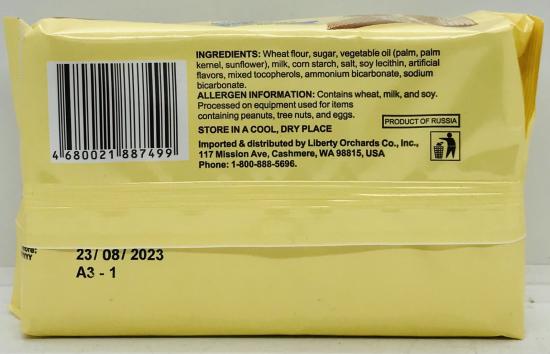 INGREDIENTS: Wheat flour, sugar, vegetable oil (palm, palm
kernel, sunflower), milk, corn starch, salt, soy lecithin, artificial
flavors, mixed tocopherols, ammonium bicarbonate, sodium
bicarbonate.
ALLERGEN INFORMATION: Contains wheat, milk, and soy.
Processed on equipment used for items
containing peanuts, tree nuts, and eggs.
PRODUCT OF RUSSIA
STORE IN A COOL, DRY PLACE
Imported & distributed by Liberty Orchards Co., Inc.,
117 Mission Ave, Cashmere, WA 98815, USA
Phone: 1-800-888-5696.
4 680021 887499
23/08/2023
A3 - 1